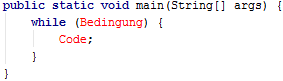 public static void main(String[] args) {
while (Bedingung) {
Code;
}
}